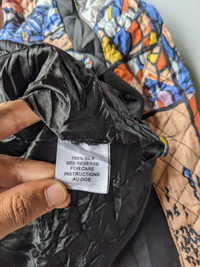 100% SILK
SEE REVERSE
FOR CARE
INSTRUCTIONS
AU DOS